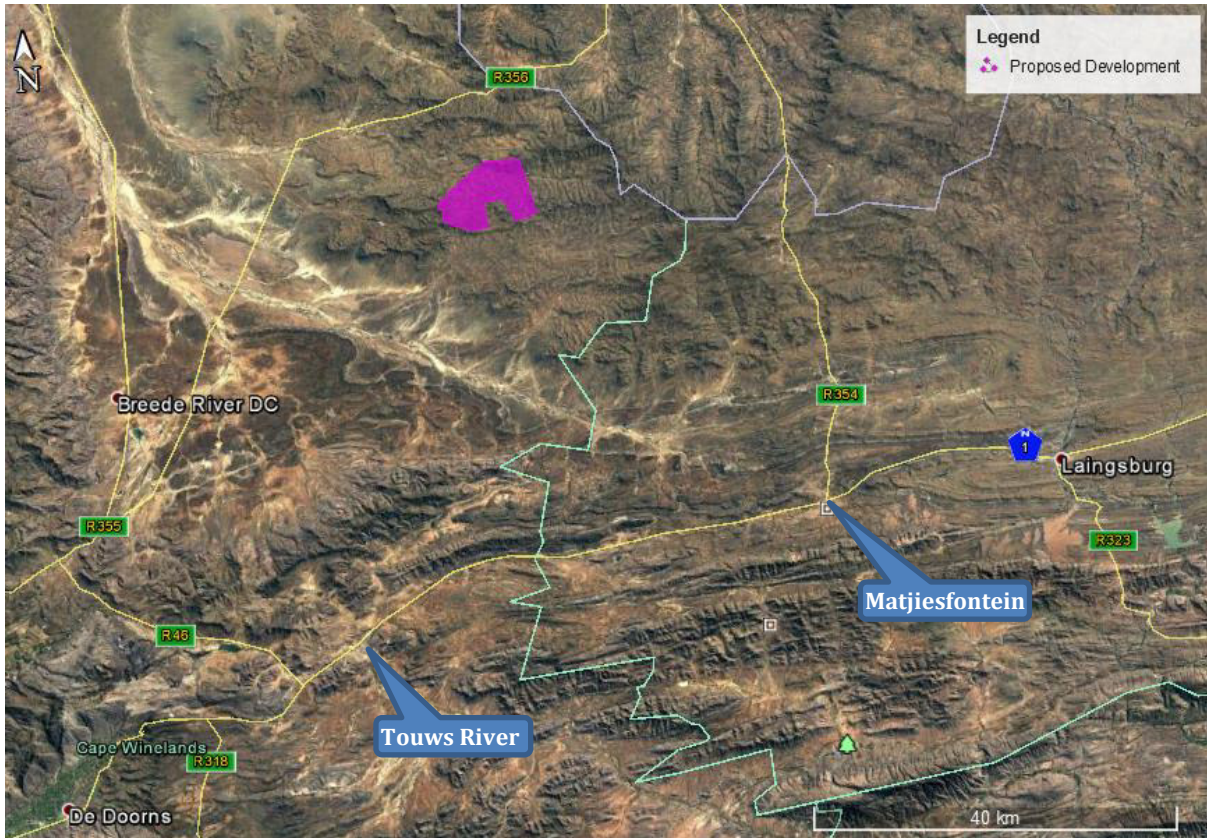 N
Legend
Proposed Development
R356
R354
Breede River DC
N
1
Laingsburg
R355
R323
Matjiesfontein
R46
Touws River
Cape Winelands
R318
De Doorns
40 km